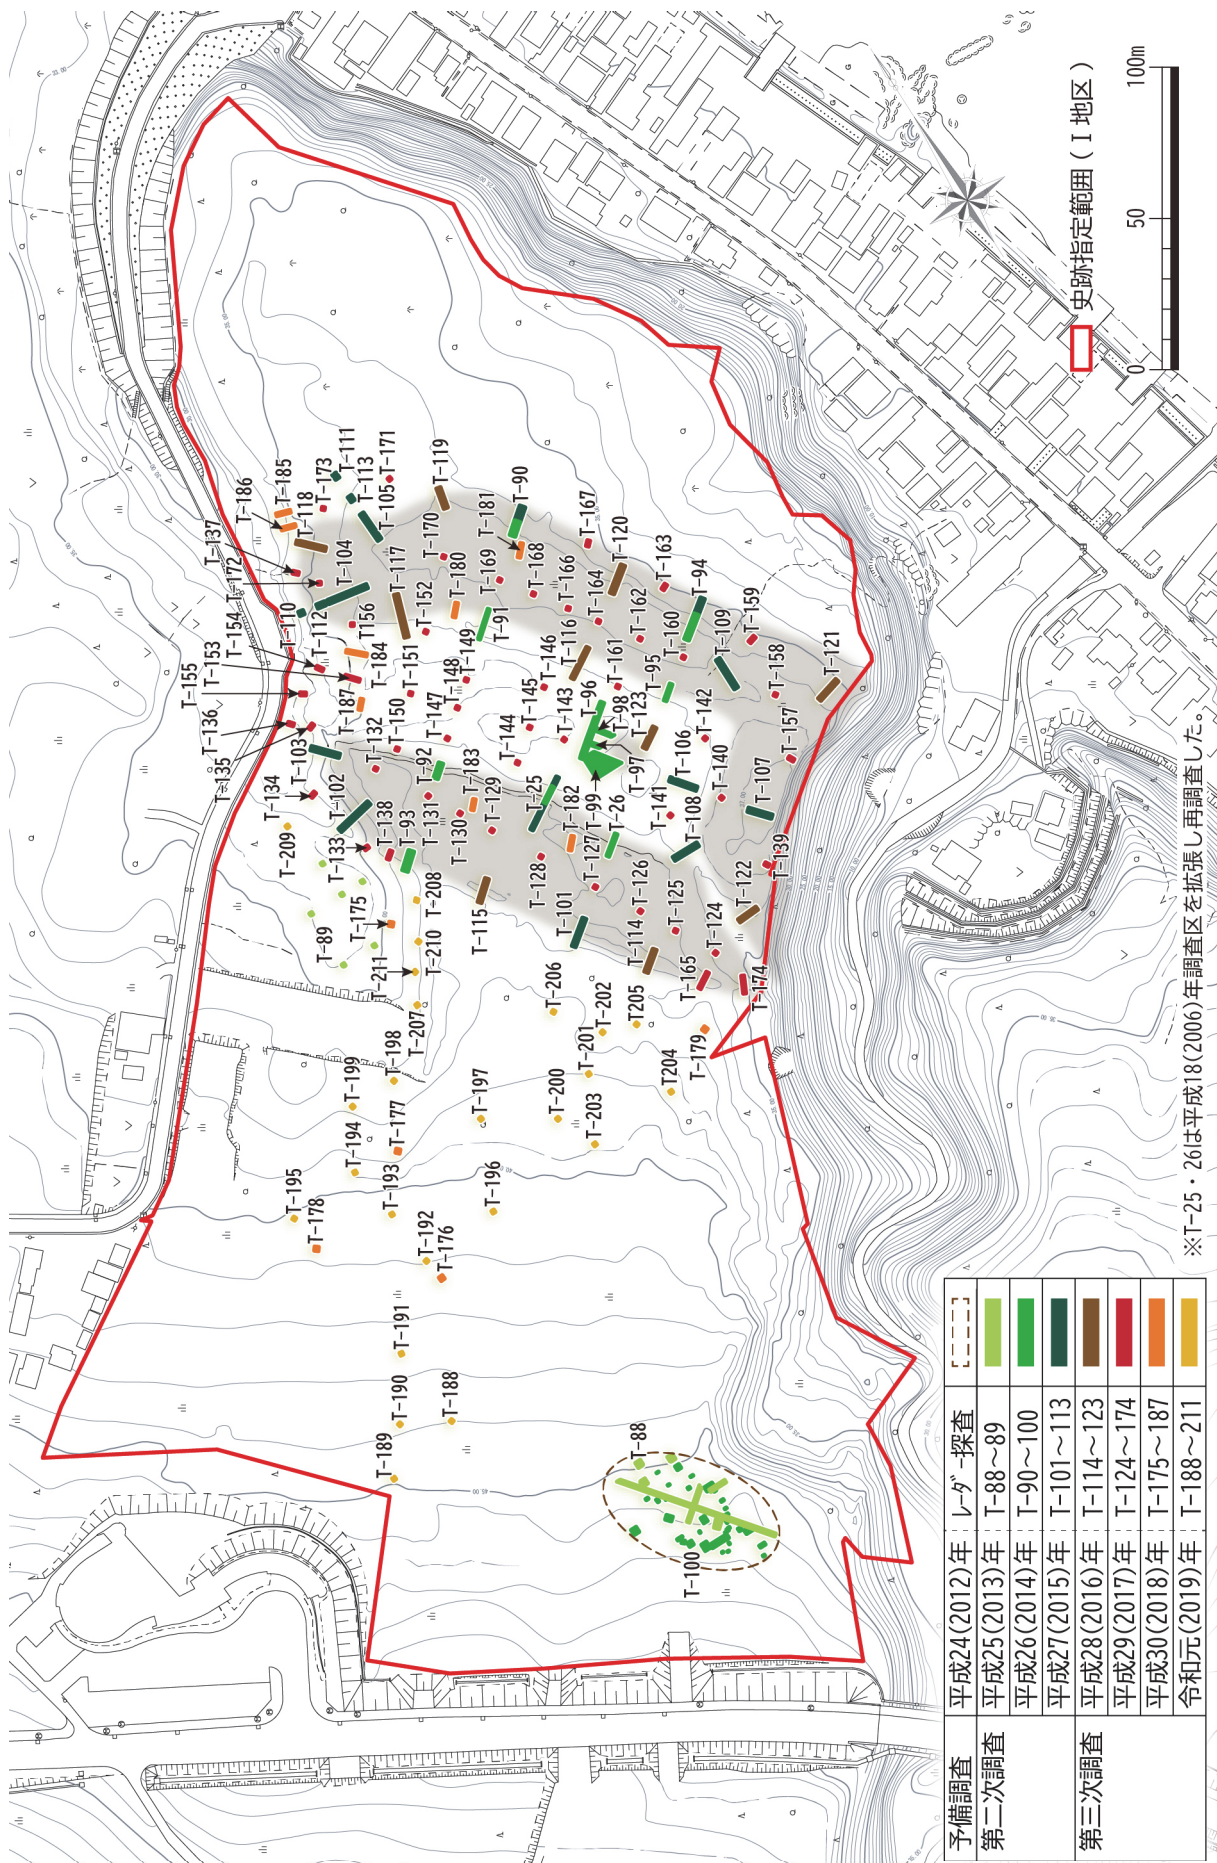 T-186
T-185
T-137
T-118
T-173
T-111
T-172
T-113
T-104
T-105
T-171
T-119
T-154
T-110
T-112
T-117
T-170
T-181
T-90
T-153
T156
T-152
T-180
T-169
T-168
T-167
T-155
T-184
T-151
T-149
T-91
T-166
T-120
T-136
T-187
T-148
T-146
T-116
T-164
T-163
T-135
T-103
T-132
T-150
T-147
T-145
T-161
T-162
T-94
T-134
T-102
T-92
T-144
T-143
T-96
T-160
T-95
T-109
T-159
T-209
T-138
T-131
T-183
T-98
T-123
T-158
T-121
T-133
T-93
T-129
T-25
T-97
T-142
T-130
T-182
T-99
T-106
T-157
T-89
T-175
T-208
T-128
T-127
T-26
T-141
T-140
T-107
T-115
T-101
T-126
T-108
T-139
T-211
T-210
T-114
T-125
T-122
T-207
T-206
T-124
T-165
T-174
T-202
T205
T-179
T-199
T-198
T-201
T-204
T-194
T-177
T-197
T-200
T-203
T-195
T-193
T-196
T-178
T-192
T-176
T-191
T-190
T-188
T-189
T-88
T-100
史跡指定範囲(Ⅰ地区)
0 50 100m
※T-25・26は平成18(2006)年調査区を拡張し再調査した。
予備調査 平成24(2012)年 レーダー探査
第二次調査 平成25(2013)年 T-88～89
平成26(2014)年 T-90～100
平成27(2015)年 T-101～113
第三次調査 平成28(2016)年 T-114～123
平成29(2017)年 T-124～174
平成30(2018)年 T-175～187
令和元(2019)年 T-188～211